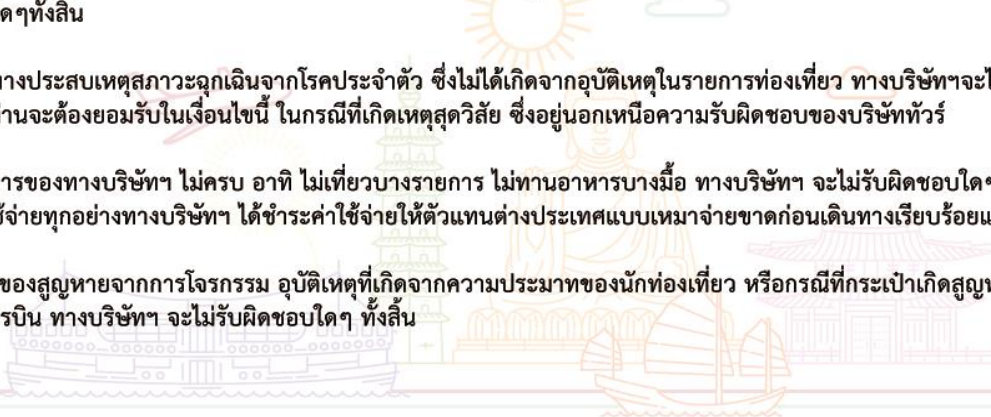 ดๆทั้งสิ้น
ทางประสบเหตุสภาวะฉุกเฉินจากโรคประจำตัว ซึ่งไม่ได้เกิดจากอุบัติเหตุในรายการท่องเที่ยว ทางบริษัทฯจะไ
านจะต้องยอมรับในเงื่อนไขนี้ ในกรณีที่เกิดเหตุสุดวิสัย ซึ่งอยู่นอกเหนือความรับผิดชอบของบริษัททัวร์
ารของทางบริษัทฯ ไม่ครบ อาทิ ไม่เที่ยวบางรายการ ไม่ทานอาหารบางมื้อ ทางบริษัทฯ จะไม่รับผิดชอบใดๆ
ช้จ่ายทุกอย่างทางบริษัทฯ ได้ชำระค่าใช้จ่ายให้ตัวแทนต่างประเทศแบบเหมาจ่ายขาดก่อนเดินทางเรียบร้อยแ
ของสูญหายจากการโจรกรรม อุบัติเหตุที่เกิดจากความประมาทของนักท่องเที่ยว หรือกรณีที่กระเป๋าเกิดสูญห
รบิน ทางบริษัทฯ จะไม่รับผิดชอบใดๆ ทั้งสิ้น